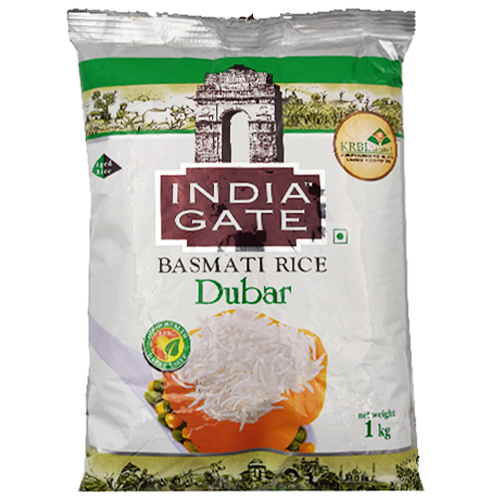 KRBL
Aged
Rice
INDIA
GATE
BASMATI RICE
Dubar
net weight
1 kg